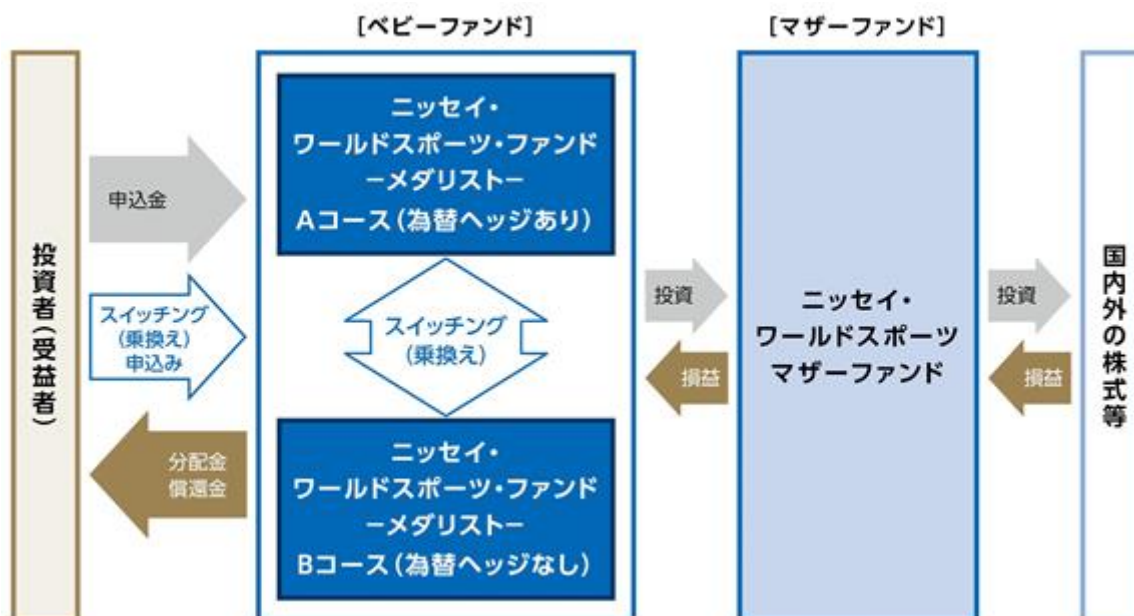 [ベビーファンド]
[マザーファンド]
投資者(受益者)
申込金
スイッチング
(乗換え)
申込み
分配金
償還金
ニッセイ・
ワールドスポーツ・ファンド
－メダリスト－
Aコース(為替ヘッジあり)
スイッチング
(乗換え)
ニッセイ・
ワールドスポーツ・ファンド
－メダリスト－
Bコース(為替ヘッジなし)
投資
損益
ニッセイ・
ワールドスポーツ
マザーファンド
投資
損益
国内外の株式等